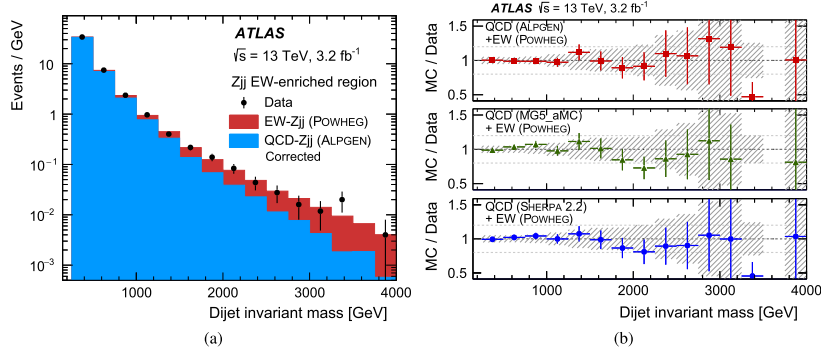 ATLAS
√s = 13 TeV, 3.2 fb⁻¹
Zjj EW-enriched region
Data
EW-Zjj (POWHEG)
QCD-Zjj (ALPGEN)
Corrected
Events / GeV
10
1
10⁻¹
10⁻²
10⁻³
1000 2000 3000 4000
Dijet invariant mass [GeV]
(a)
ATLAS √s = 13 TeV, 3.2 fb⁻¹
MC / Data
1.5
1
0.5
QCD (ALPGEN)
+EW (POWHEG)
MC / Data
1.5
1
0.5
QCD (MG5_aMC)
+ EW (POWHEG)
MC / Data
1.5
1
0.5
QCD (SHERPA 2.2)
+ EW (POWHEG)
1000 2000 3000 4000
Dijet invariant mass [GeV]
(b)